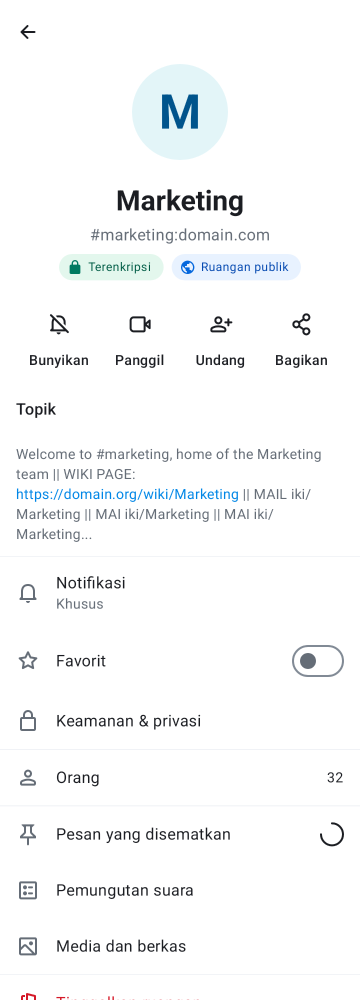 M
Marketing
#marketing:domain.com
Terenkripsi Ruangan publik
Bunyikan Panggil Undang Bagikan
Topik
Welcome to #marketing, home of the Marketing
team || WIKI PAGE:
https://domain.org/wiki/Marketing || MAIL iki/
Marketing || MAI iki/Marketing || MAI iki/
Marketing...
Notifikasi
Khusus
Favorit
Keamanan & privasi
Orang 32
Pesan yang disematkan
Pemungutan suara
Media dan berkas